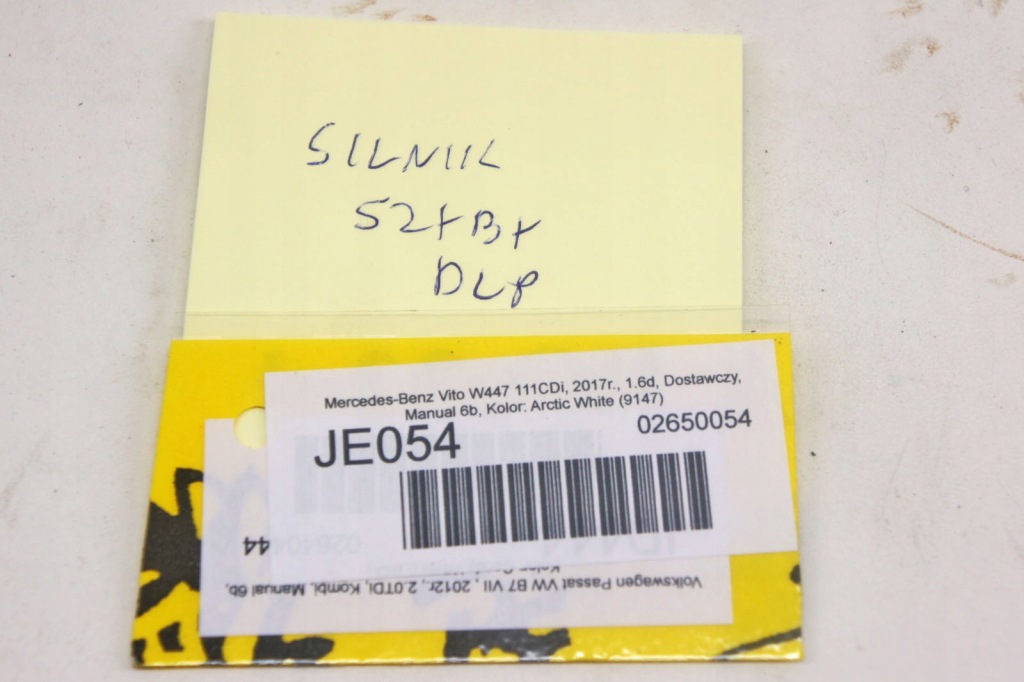 SILNIK
52+B+
DLP
Mercedes-Benz Vito W447 111CDi, 2017r., 1.6d, Dostawczy,
Manual 6b, Kolor: Arctic White (9147)
JE054
02650054
44
Volkswagen Passat VW B7 VII , 2012r., 2.0TDi, Kombi, Manual 6b,